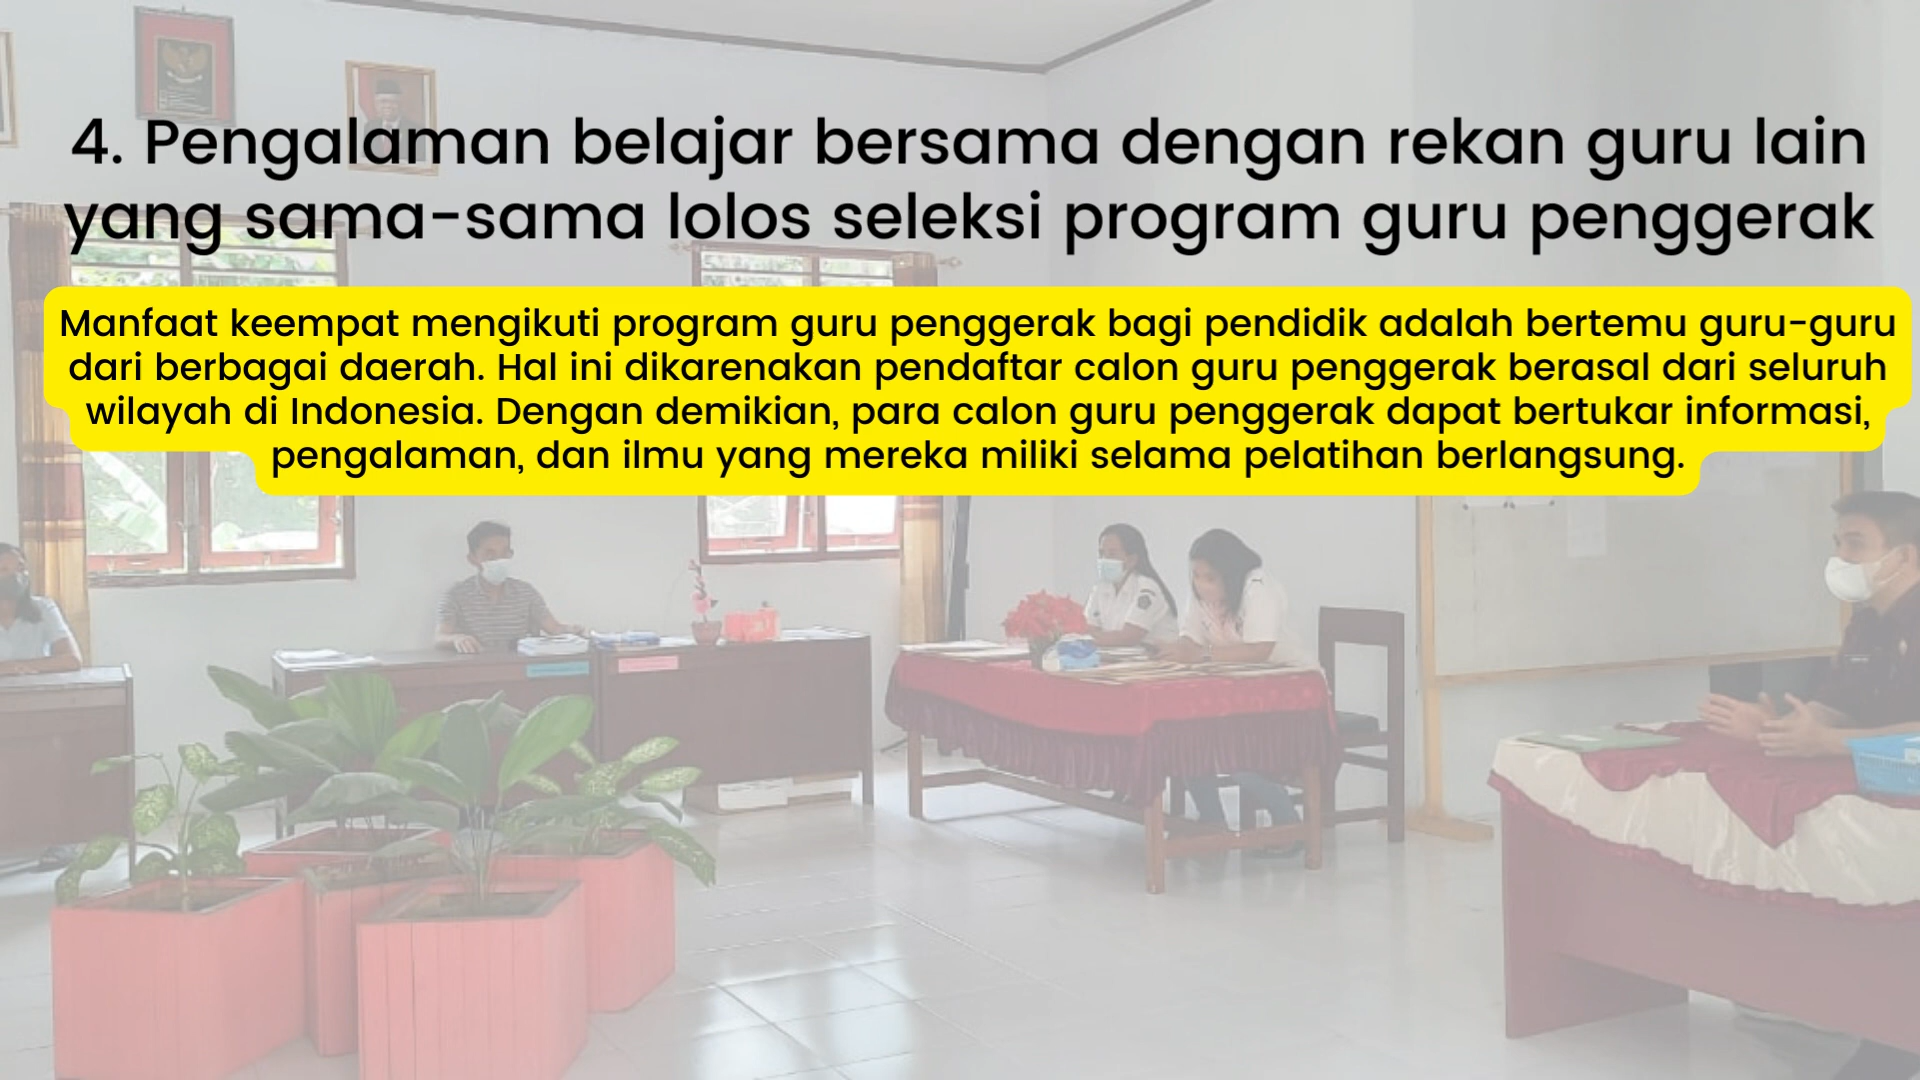 4. Pengalaman belajar bersama dengan rekan guru lain
yang sama-sama lolos seleksi program guru penggerak
Manfaat keempat mengikuti program guru penggerak bagi pendidik adalah bertemu guru-guru
dari berbagai daerah. Hal ini dikarenakan pendaftar calon guru penggerak berasal dari seluruh
wilayah di Indonesia. Dengan demikian, para calon guru penggerak dapat bertukar informasi,
pengalaman, dan ilmu yang mereka miliki selama pelatihan berlangsung.